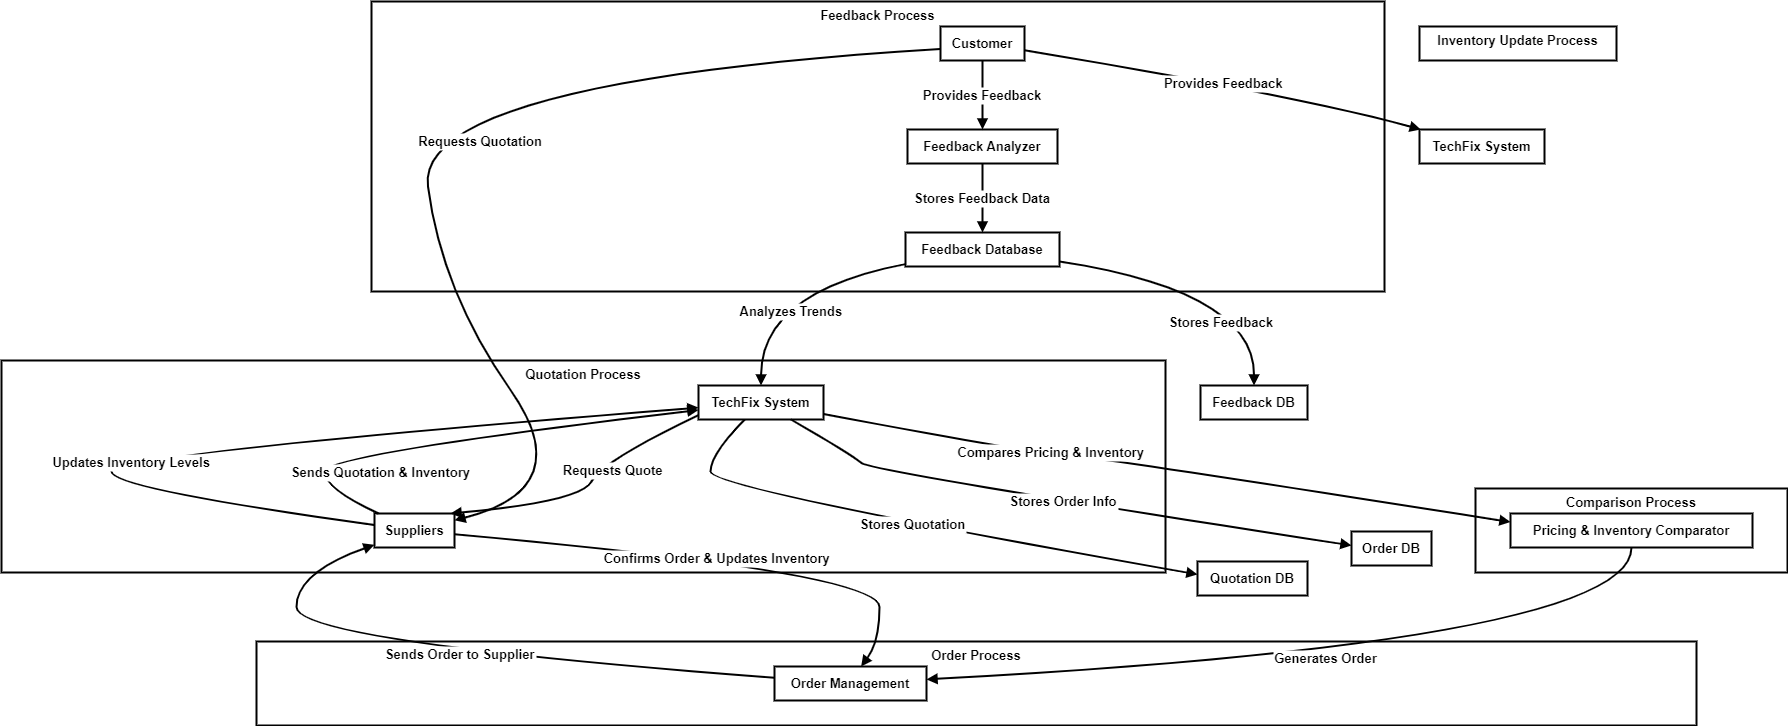 Feedback Process
Customer
Inventory Update Process
Provides Feedback
Provides Feedback
Requests Quotation
Feedback Analyzer
TechFix System
Stores Feedback Data
Feedback Database
Analyzes Trends
Stores Feedback
Quotation Process
TechFix System
Feedback DB
Updates Inventory Levels
Sends Quotation & Inventory
Requests Quote
Compares Pricing & Inventory
Stores Order Info
Comparison Process
Suppliers
Stores Quotation
Pricing & Inventory Comparator
Order DB
Confirms Order & Updates Inventory
Quotation DB
Sends Order to Supplier
Order Process
Generates Order
Order Management